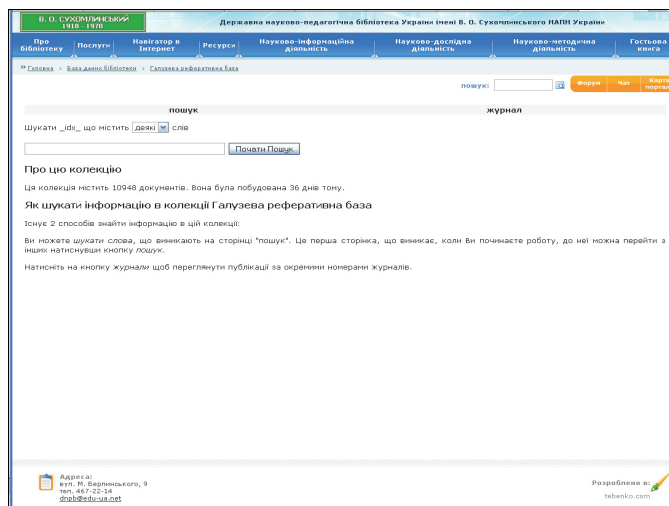 В. О. СУХОМЛИНСЬКИЙ
1918 - 1970
Державна науково-педагогічна бібліотека України імені В. О. Сухомлинського НАПН України
Про бібліотеку
Послуги
Навігатор в Інтернет
Ресурси
Науково-інформаційна діяльність
Науково-дослідна діяльність
Науково-методична діяльність
Гостьова книга
» Головна > База даних бібліотеки > Галузева реферативна база
пошук:
Форум
Чат
Карта
портал
пошук
журнал
Шукати _idx_ що містить деякі слів
Почати Пошук
Про цю колекцію
Ця колекція містить 10948 документів. Вона була побудована 36 днів тому.
Як шукати інформацію в колекції Галузева реферативна база
Існує 2 способів знайти інформацію в цій колекції:
Ви можете шукати слова, що виникають на сторінці "пошук". Це перша сторінка, що виникає, коли Ви починаєте роботу, до неї можна перейти з
інших натиснувши кнопку пошук.
Натисніть на кнопку журнали щоб переглянути публікації за окремими номерами журналів.
Адреса:
вул. М. Берлинського, 9
тел. 467-22-14
dnpb@edu-ua.net
Розроблено в:
tebenko.com